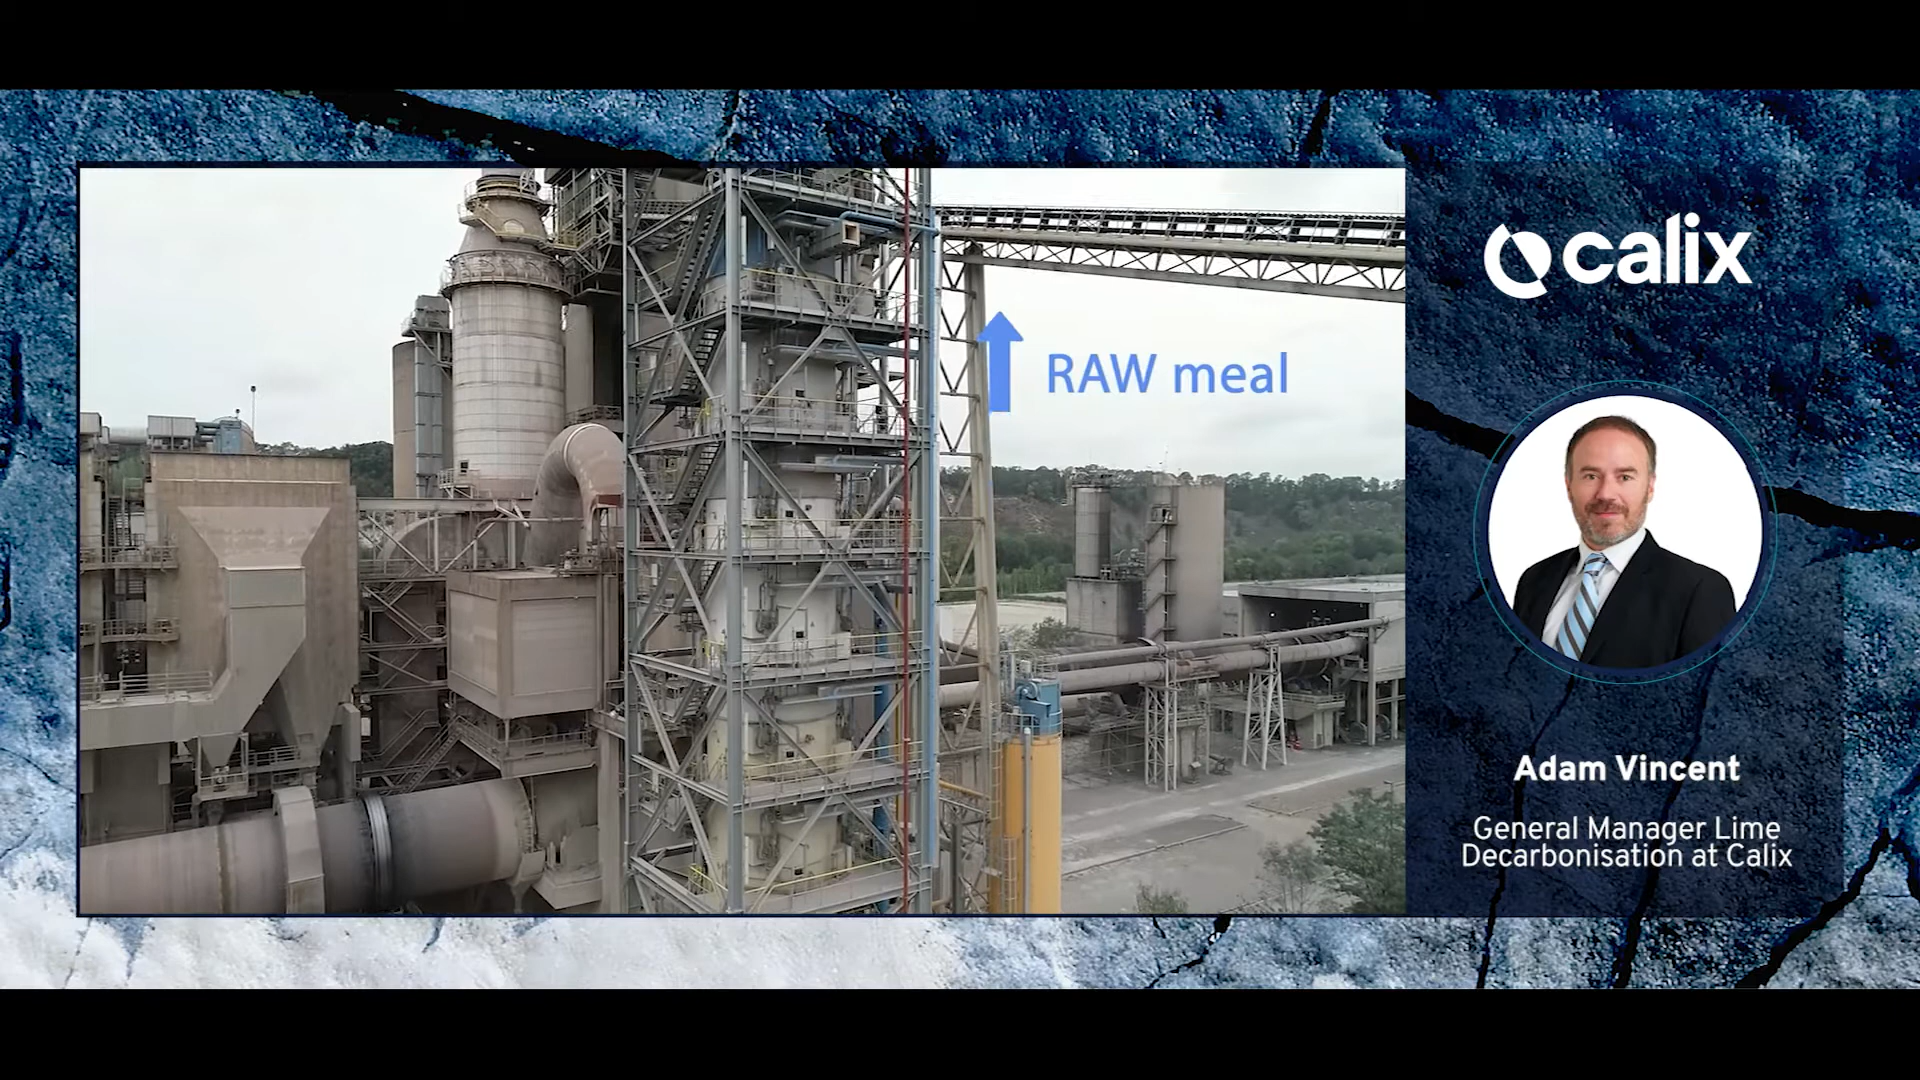 RAW meal
calix
Adam Vincent
General Manager Lime
Decarbonisation at Calix